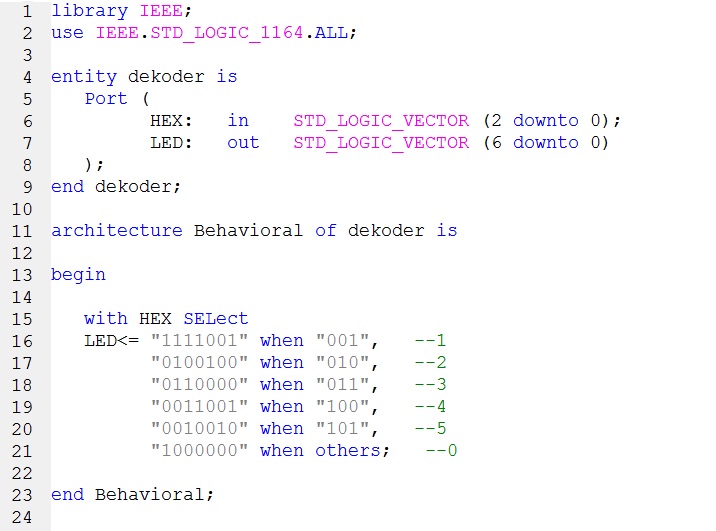 1 library IEEE;
2 use IEEE.STD_LOGIC_1164.ALL;
3
4 entity dekoder is
5 Port (
6 HEX: in STD_LOGIC_VECTOR (2 downto 0);
7 LED: out STD_LOGIC_VECTOR (6 downto 0)
8 );
9 end dekoder;
10
11 architecture Behavioral of dekoder is
12
13 begin
14
15 with HEX SELect
16 LED<= "1111001" when "001", --1
17 "0100100" when "010", --2
18 "0110000" when "011", --3
19 "0011001" when "100", --4
20 "0010010" when "101", --5
21 "1000000" when others; --0
22
23 end Behavioral;
24